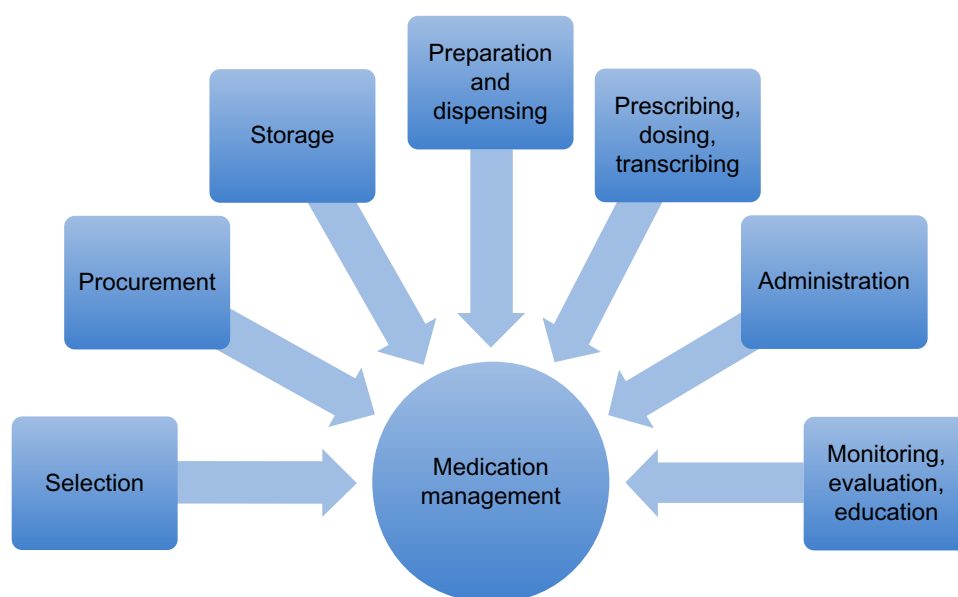 Selection
Procurement
Storage
Preparation
and
dispensing
Prescribing,
dosing,
transcribing
Administration
Monitoring,
evaluation,
education
Medication
management